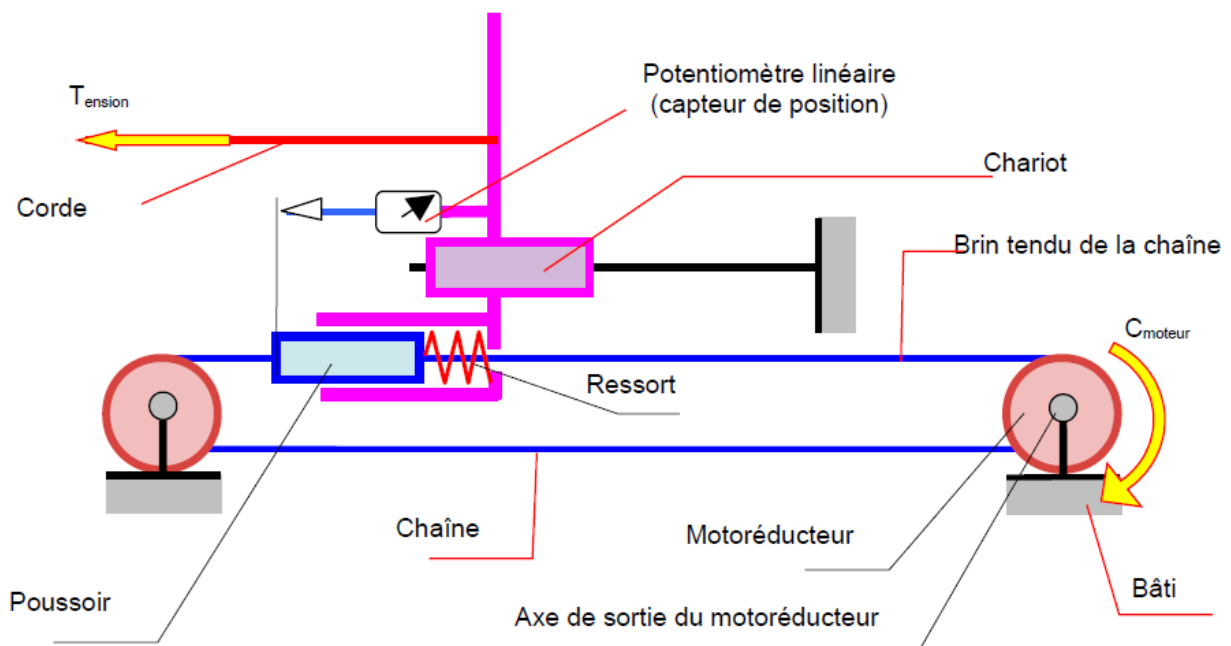 Tension
Potentiomètre linéaire
(capteur de position)
Chariot
Corde
Brin tendu de la chaîne
Cmoteur
Ressort
Chaîne
Motoréducteur
Bâti
Poussoir
Axe de sortie du motoréducteur